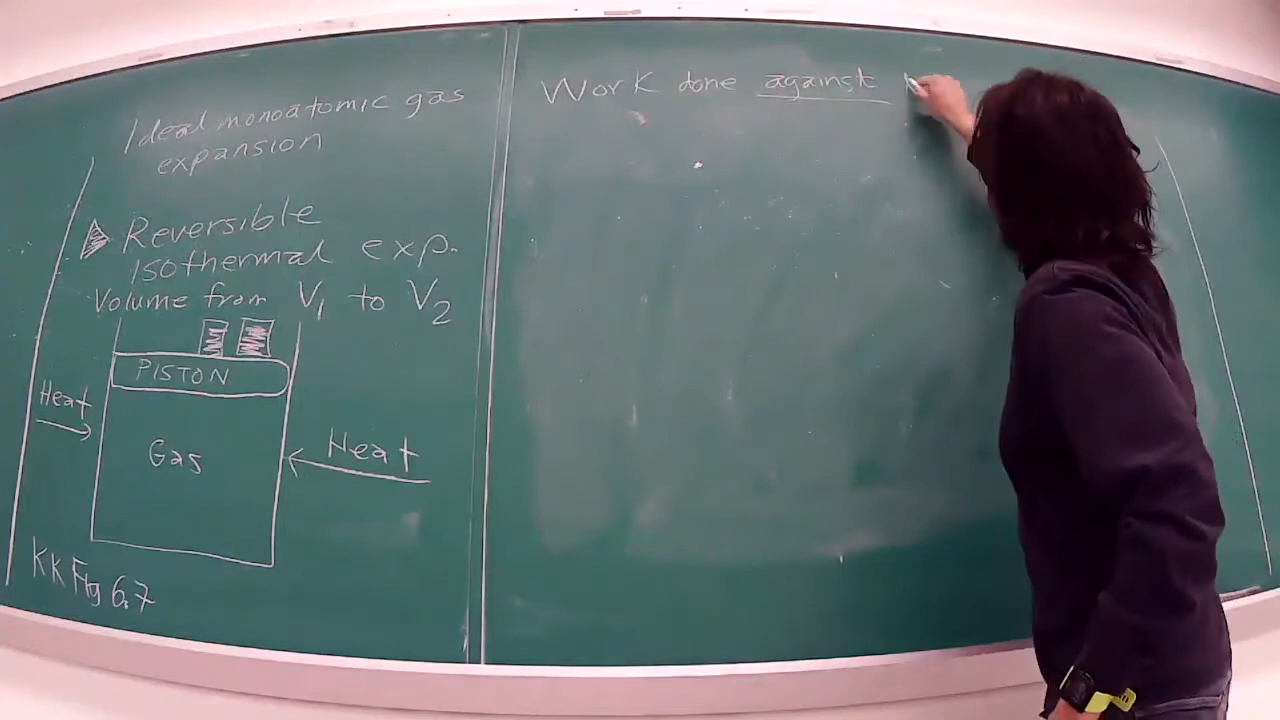 Ideal monoatomic gas
expansion
Reversible
isothermal exp.
Volume from V₁ to V₂
PISTON
Heat
Gas
Heat
KK Fig 6.7
Work done against